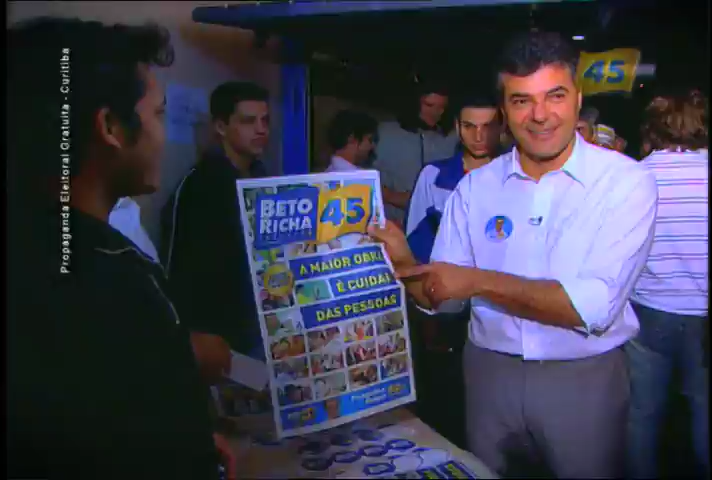 Propaganda Eleitoral Gratuita - Curitiba
45
BETO 45
RICHA
A MAIOR OBRA
É CUIDAR
DAS PESSOAS